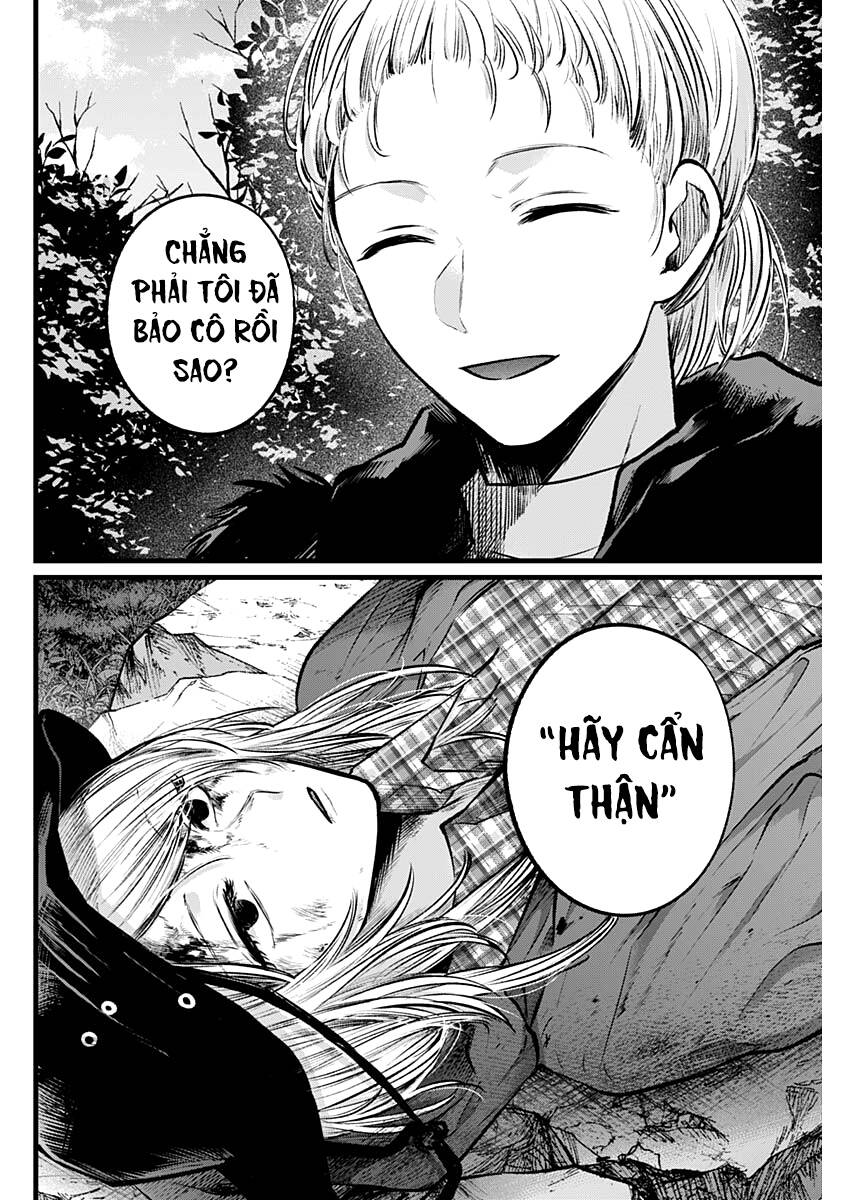 CHẲNG
PHẢI TÔI ĐÃ
BẢO CÔ RỒI
SAO?
“HÃY CẨN
THẬN”